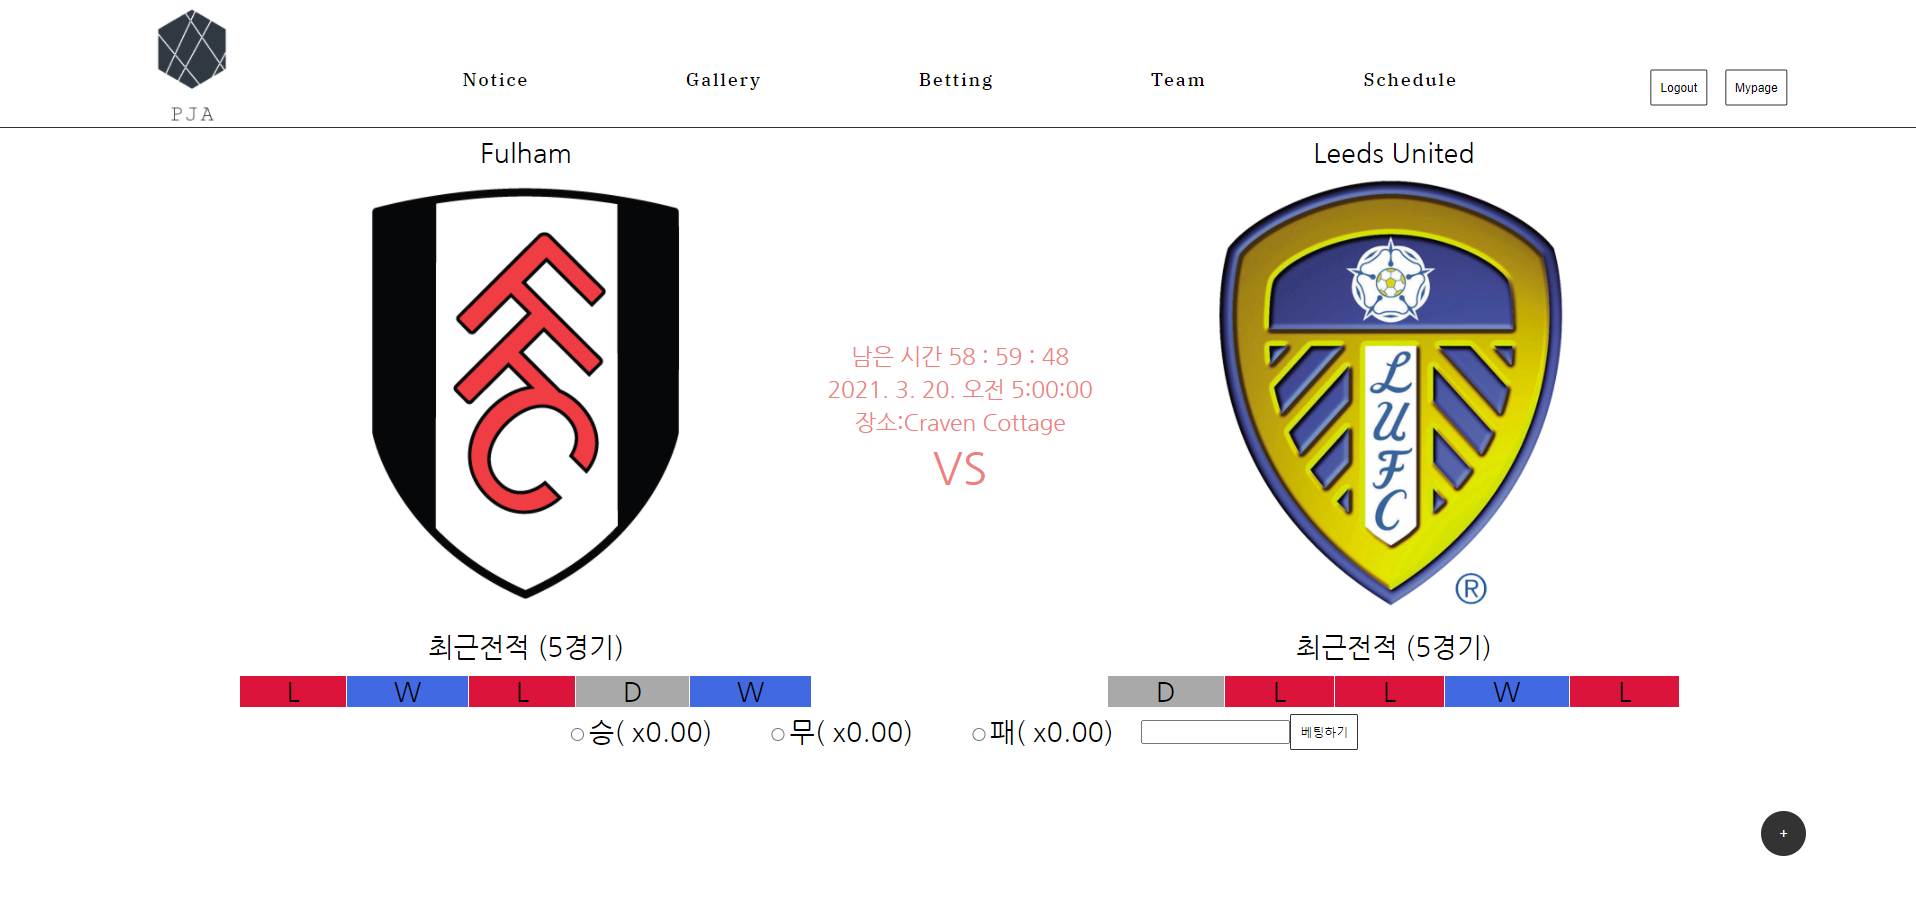 PJA
Notice Gallery Betting Team Schedule
Logout Mypage
Fulham
Leeds United
FFC
LUFC
®
남은 시간 58 : 59 : 48
2021. 3. 20. 오전 5:00:00
장소:Craven Cottage
VS
최근전적 (5경기)
L W L D W
최근전적 (5경기)
D L L W L
승( x0.00) 무( x0.00) 패( x0.00) 베팅하기
+